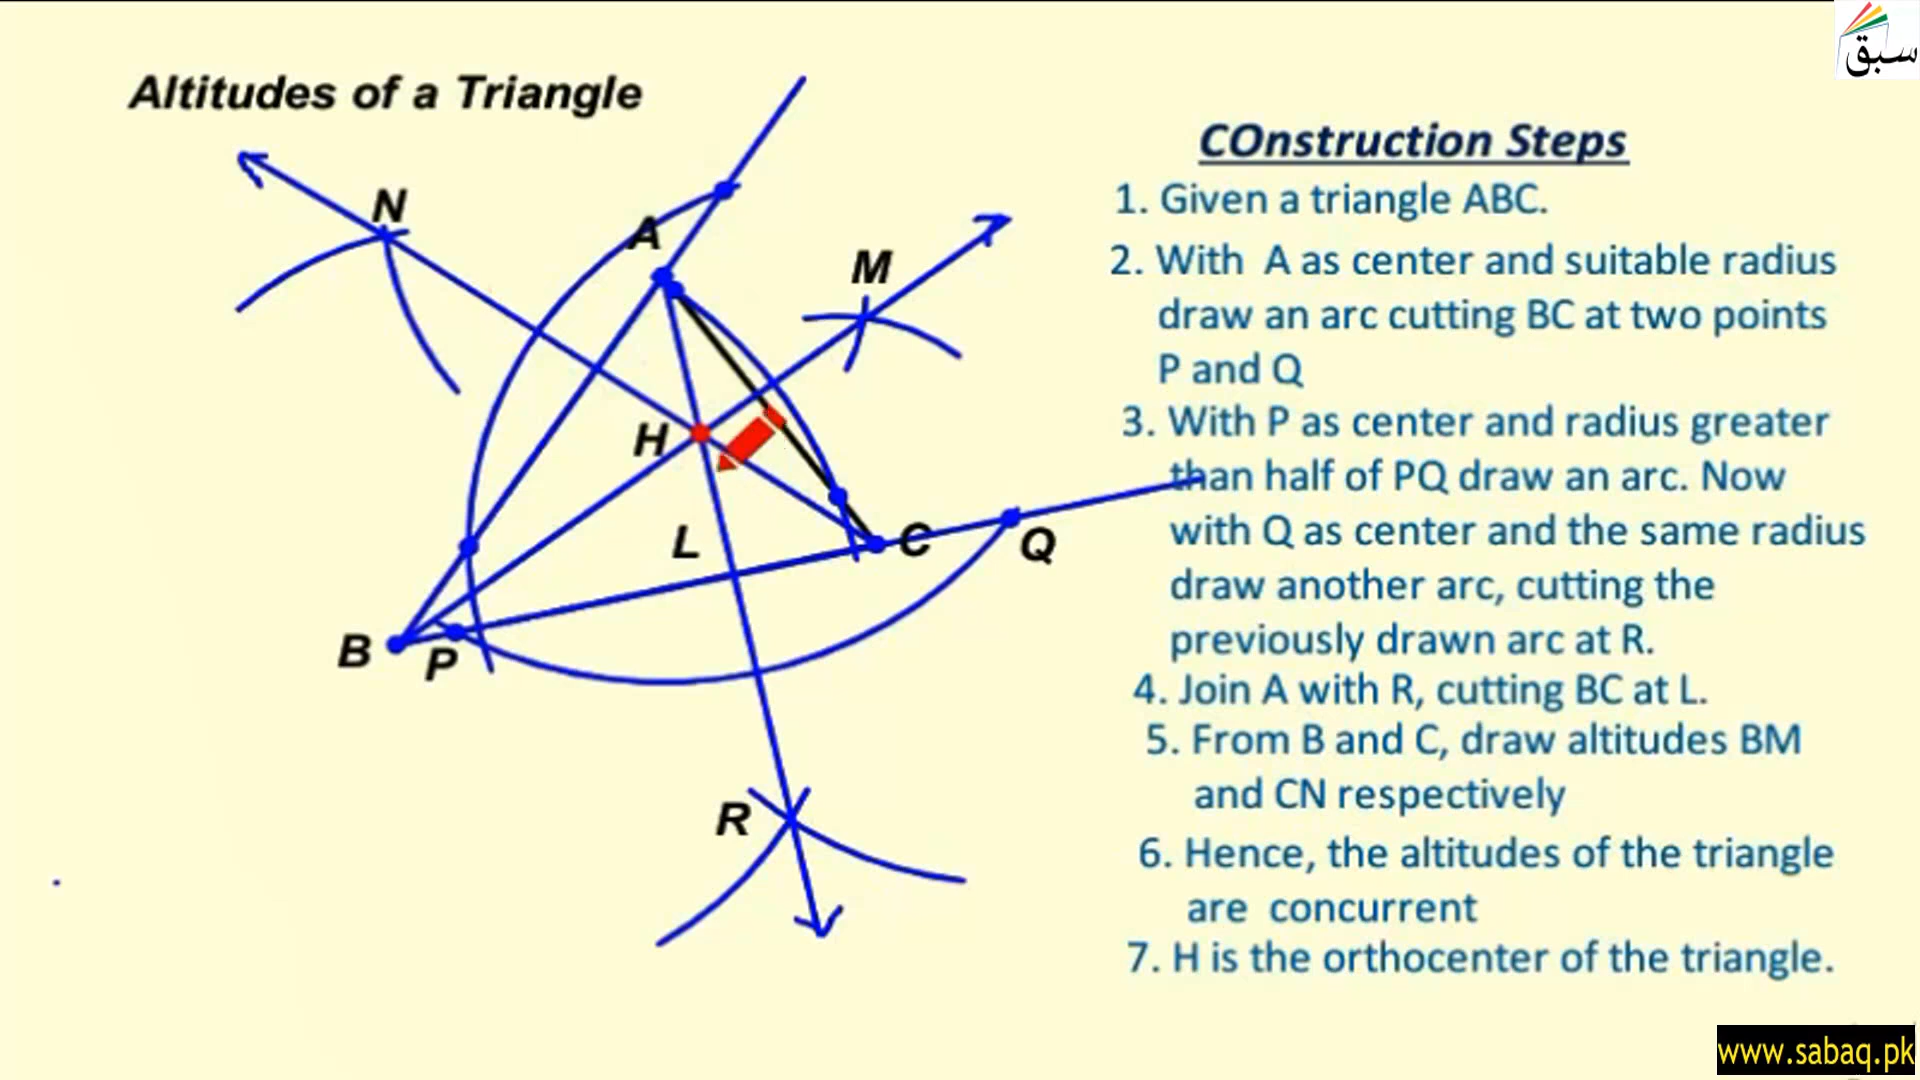 سبق
Altitudes of a Triangle
N
A
M
H
L
C
Q
B
P
R
COnstruction Steps
1. Given a triangle ABC.
2. With A as center and suitable radius
draw an arc cutting BC at two points
P and Q
3. With P as center and radius greater
than half of PQ draw an arc. Now
with Q as center and the same radius
draw another arc, cutting the
previously drawn arc at R.
4. Join A with R, cutting BC at L.
5. From B and C, draw altitudes BM
and CN respectively
6. Hence, the altitudes of the triangle
are concurrent
7. H is the orthocenter of the triangle.
www.sabaq.pk